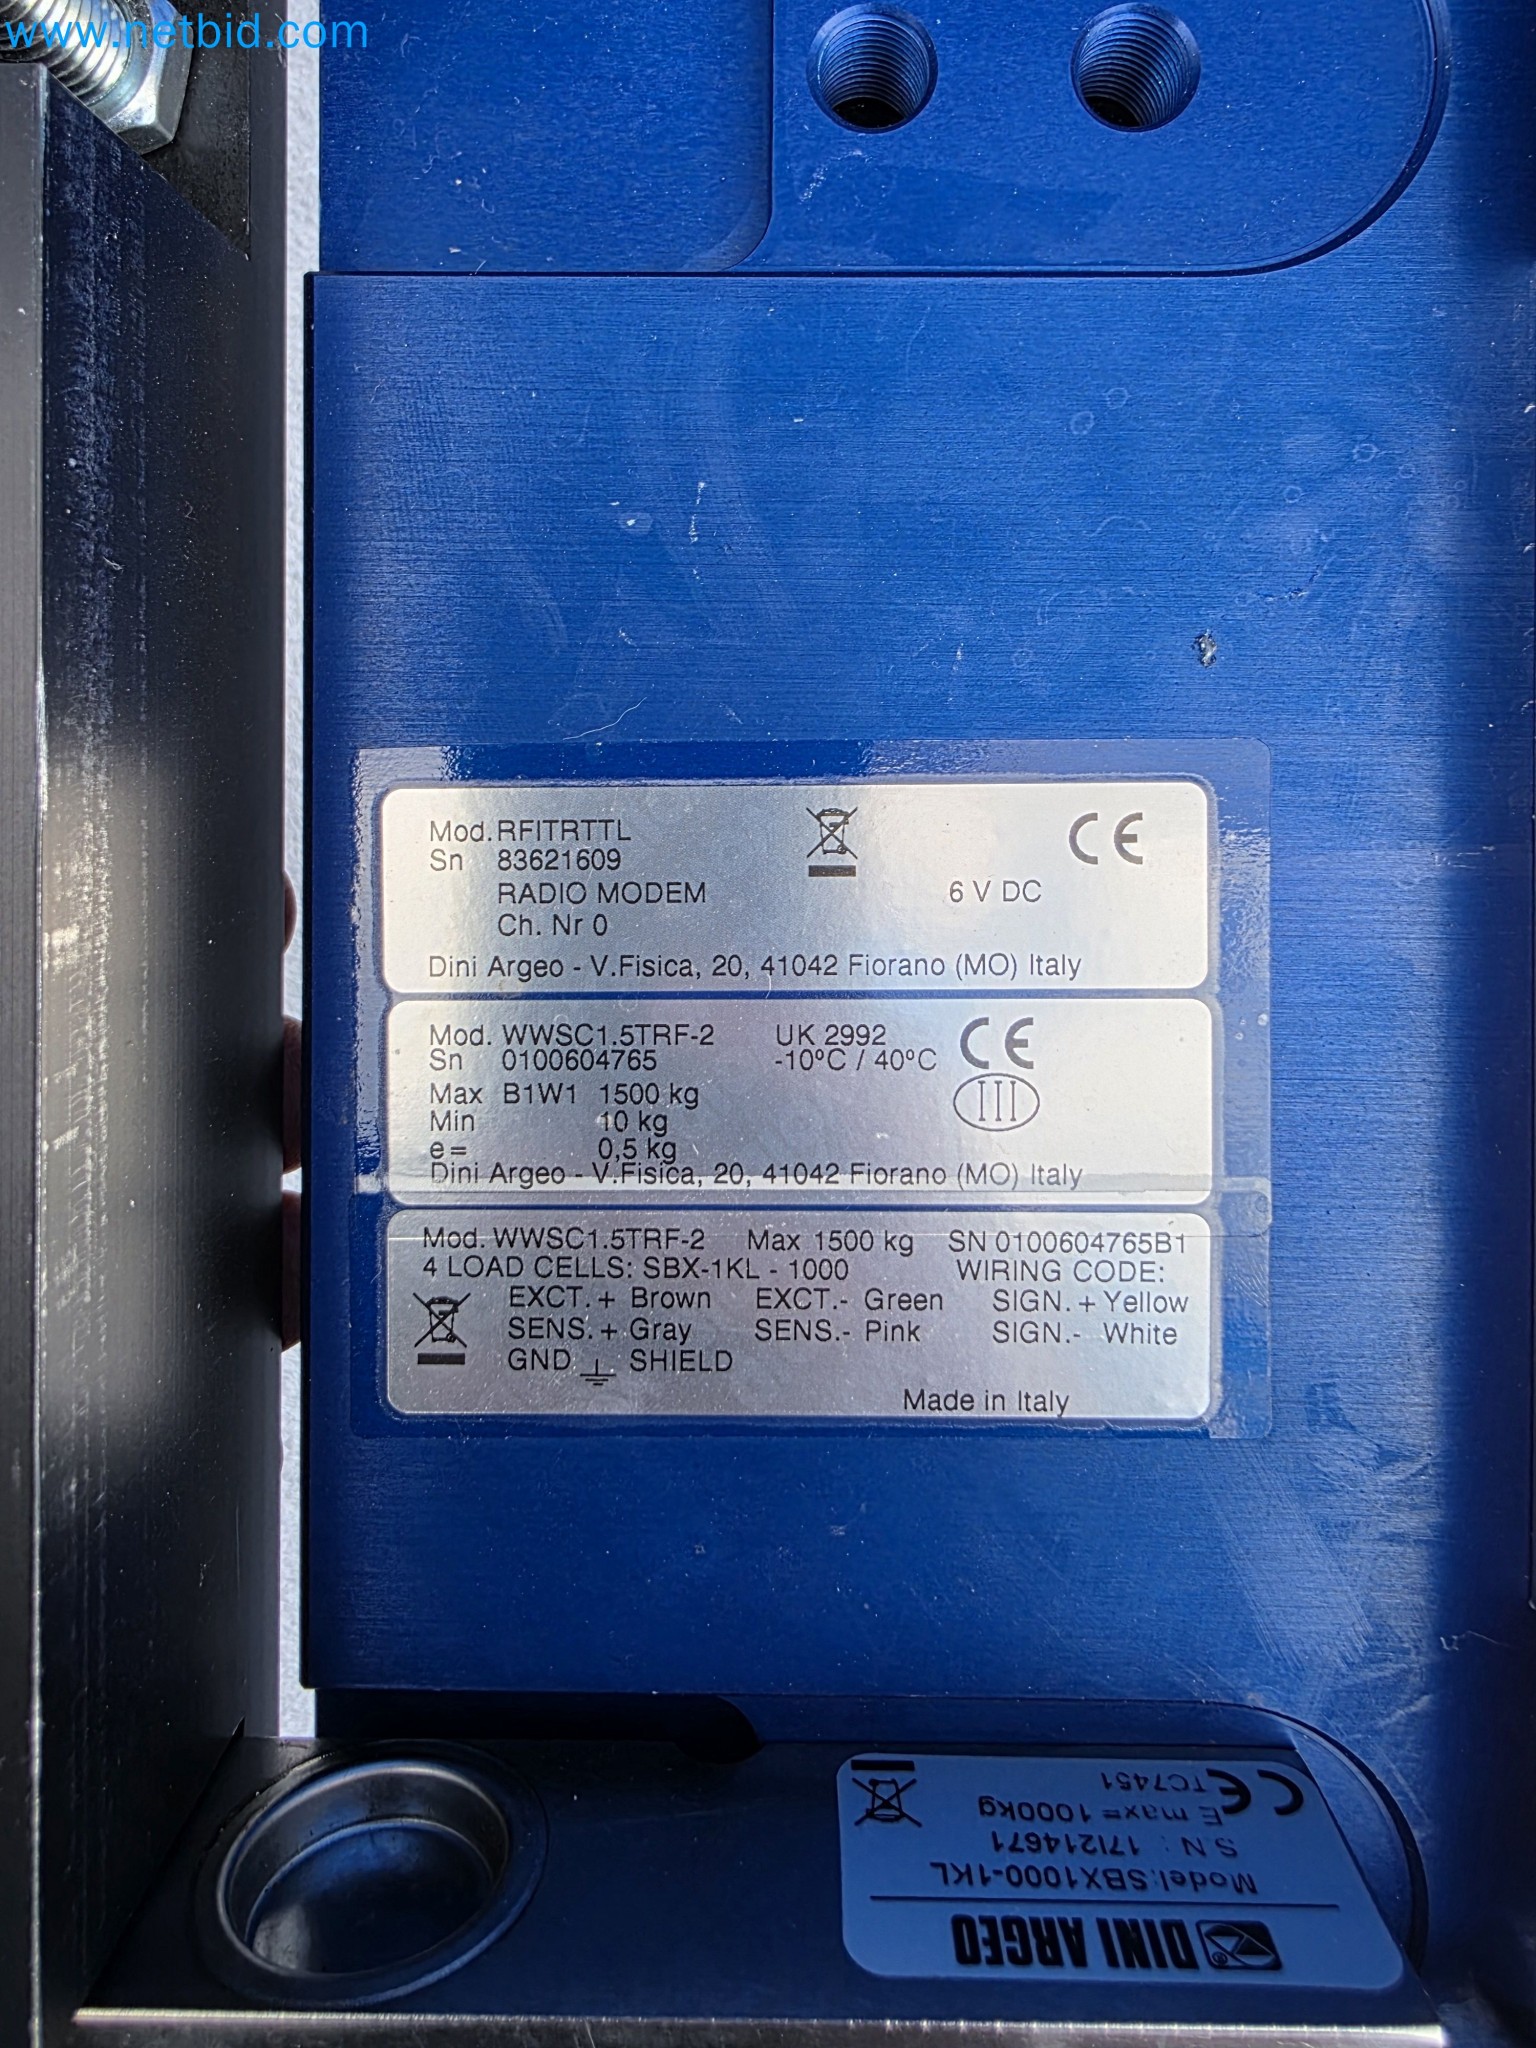 www.netbid.com
Mod. RFITRTTL
Sn 83621609
RADIO MODEM 6 V DC
Ch. Nr 0
Dini Argeo - V.Fisica, 20, 41042 Fiorano (MO) Italy
CE
Mod. WWSC1.5TRF-2 UK 2992
Sn 0100604765 -10ºC / 40ºC
CE
Max B1W1 1500 kg
III
Min 10 kg
e= 0,5 kg
Dini Argeo - V.Fisica, 20, 41042 Fiorano (MO) Italy
Mod. WWSC1.5TRF-2 Max 1500 kg SN 0100604765B1
4 LOAD CELLS: SBX-1KL - 1000 WIRING CODE:
EXCT. + Brown EXCT.- Green SIGN. + Yellow
SENS. + Gray SENS.- Pink SIGN.- White
GND SHIELD
Made in Italy
DINI ARGEO
Model:SBX1000-1KL
S.N : 17I214671
E max= 1000kg
TC7451
CE